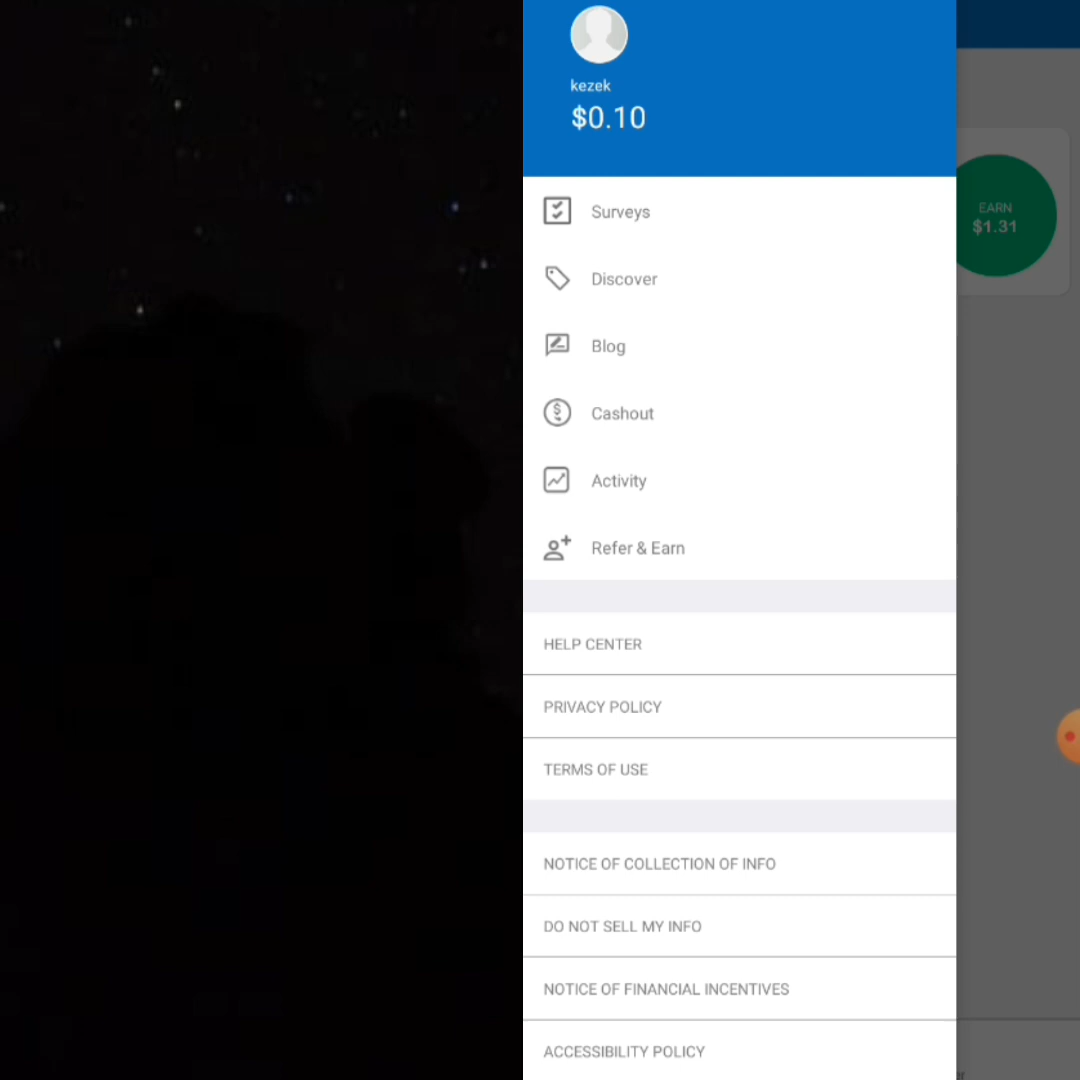 kezek
$0.10
EARN
$1.31
Surveys
Discover
Blog
Cashout
Activity
Refer & Earn
HELP CENTER
PRIVACY POLICY
TERMS OF USE
NOTICE OF COLLECTION OF INFO
DO NOT SELL MY INFO
NOTICE OF FINANCIAL INCENTIVES
ACCESSIBILITY POLICY